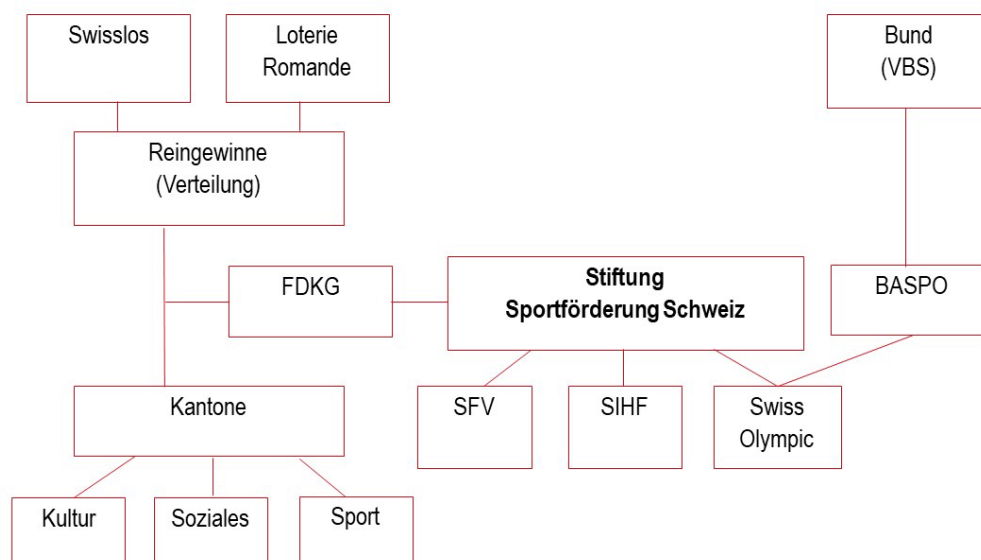 Swisslos
Loterie
Romande
Bund
(VBS)
Reingewinne
(Verteilung)
FDKG
Stiftung
Sportförderung Schweiz
BASPO
Kantone
SFV
SIHF
Swiss
Olympic
Kultur
Soziales
Sport